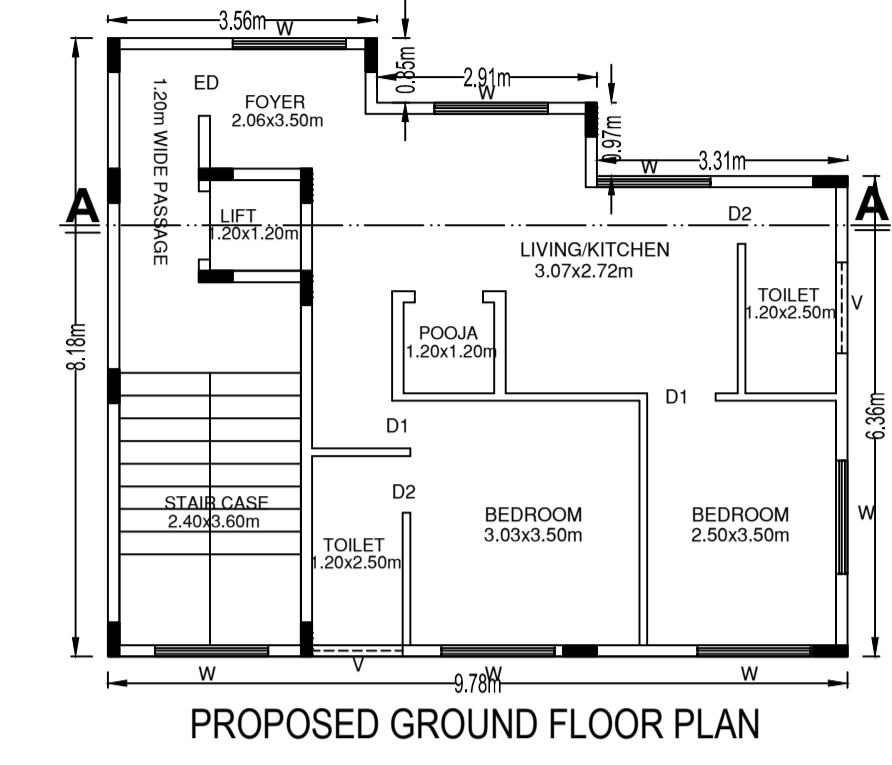 3.56m
W
0.85m
2.91m
W
0.97m
3.31m
W
ED
FOYER
2.06x3.50m
1.20m WIDE PASSAGE
A
A
LIFT
1.20x1.20m
D2
LIVING/KITCHEN
3.07x2.72m
TOILET
1.20x2.50m
V
POOJA
1.20x1.20m
8.18m
6.36m
D1
D1
D2
STAIR CASE
2.40x3.60m
TOILET
1.20x2.50m
BEDROOM
3.03x3.50m
BEDROOM
2.50x3.50m
W
W
V
W
W
9.78m
PROPOSED GROUND FLOOR PLAN